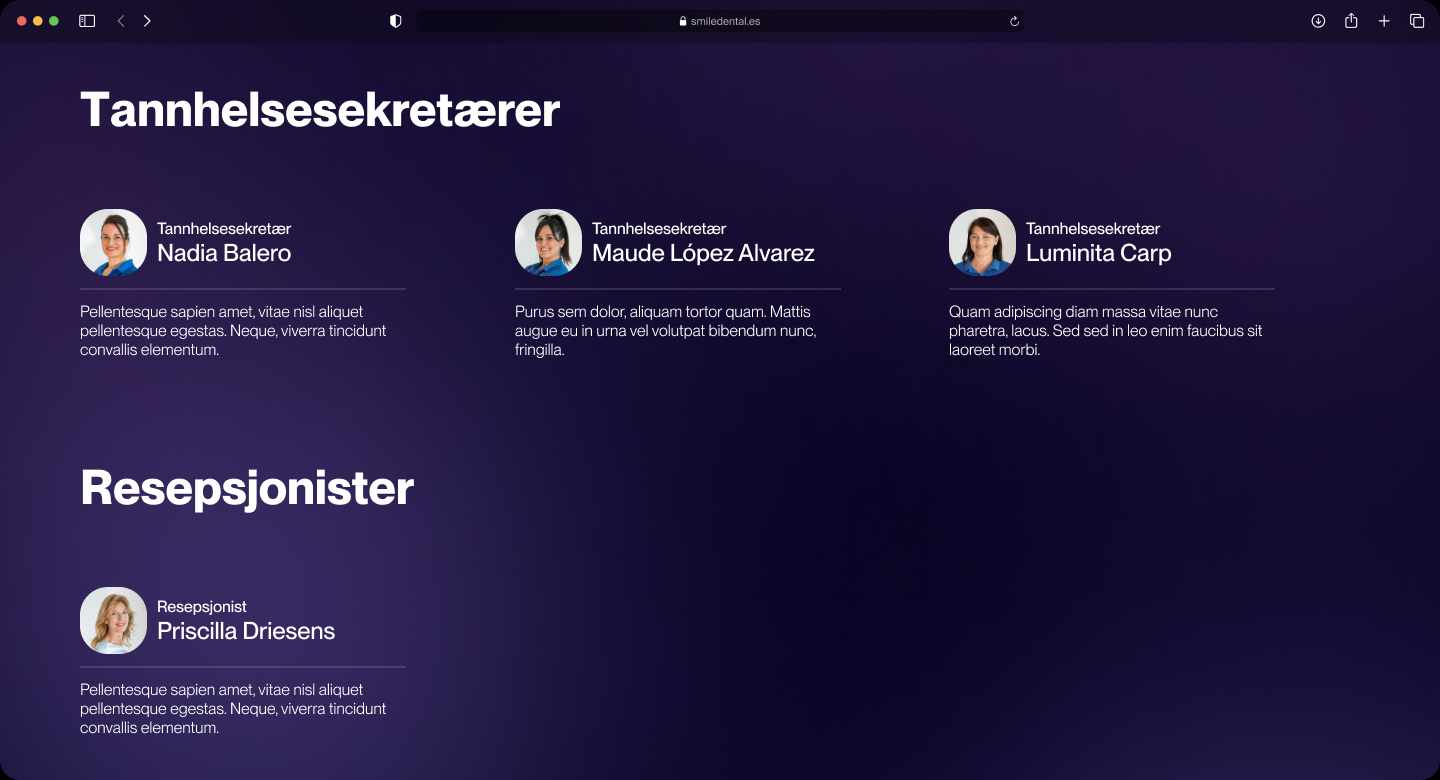 smiledental.es
Tannhelsesekretærer
Tannhelsesekretær
Nadia Balero
Pellentesque sapien amet, vitae nisl aliquet
pellentesque egestas. Neque, viverra tincidunt
convallis elementum.
Tannhelsesekretær
Maude López Alvarez
Purus sem dolor, aliquam tortor quam. Mattis
augue eu in urna vel volutpat bibendum nunc,
fringilla.
Tannhelsesekretær
Luminita Carp
Quam adipiscing diam massa vitae nunc
pharetra, lacus. Sed sed in leo enim faucibus sit
laoreet morbi.
Resepsjonister
Resepsjonist
Priscilla Driesens
Pellentesque sapien amet, vitae nisl aliquet
pellentesque egestas. Neque, viverra tincidunt
convallis elementum.